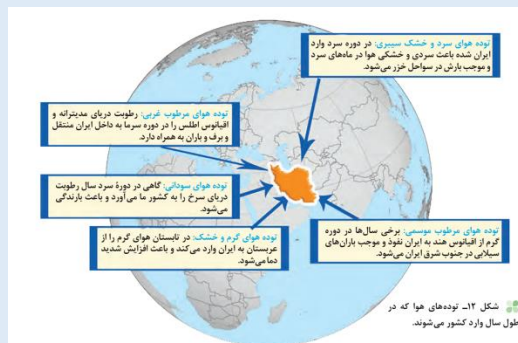 توده هوای سرد و خشک سیبری: در دوره سرد وارد
ایران شده باعث سردی و خشکی هوا در ماه‌های سرد
و موجب بارش در سواحل خزر می‌شود.
توده هوای مرطوب غربی: رطوبت دریای مدیترانه و
اقیانوس اطلس را در دوره سرما به داخل ایران منتقل
و برف و باران به همراه دارد.
توده هوای سودانی: گاهی در دورهٔ سرد سال رطوبت
دریای سرخ را به کشور ما می‌آورد و باعث بارندگی
می‌شود.
توده هوای گرم و خشک: در تابستان هوای گرم را از
عربستان به ایران وارد می‌کند و باعث افزایش شدید
دما می‌شود.
توده هوای مرطوب موسمی: برخی سال‌ها در دوره
گرم از اقیانوس هند به ایران نفوذ و موجب باران‌های
سیلابی در جنوب شرق ایران می‌شود.
شکل ۱۲ـ توده‌های هوا که در
طول سال وارد کشور می‌شوند.